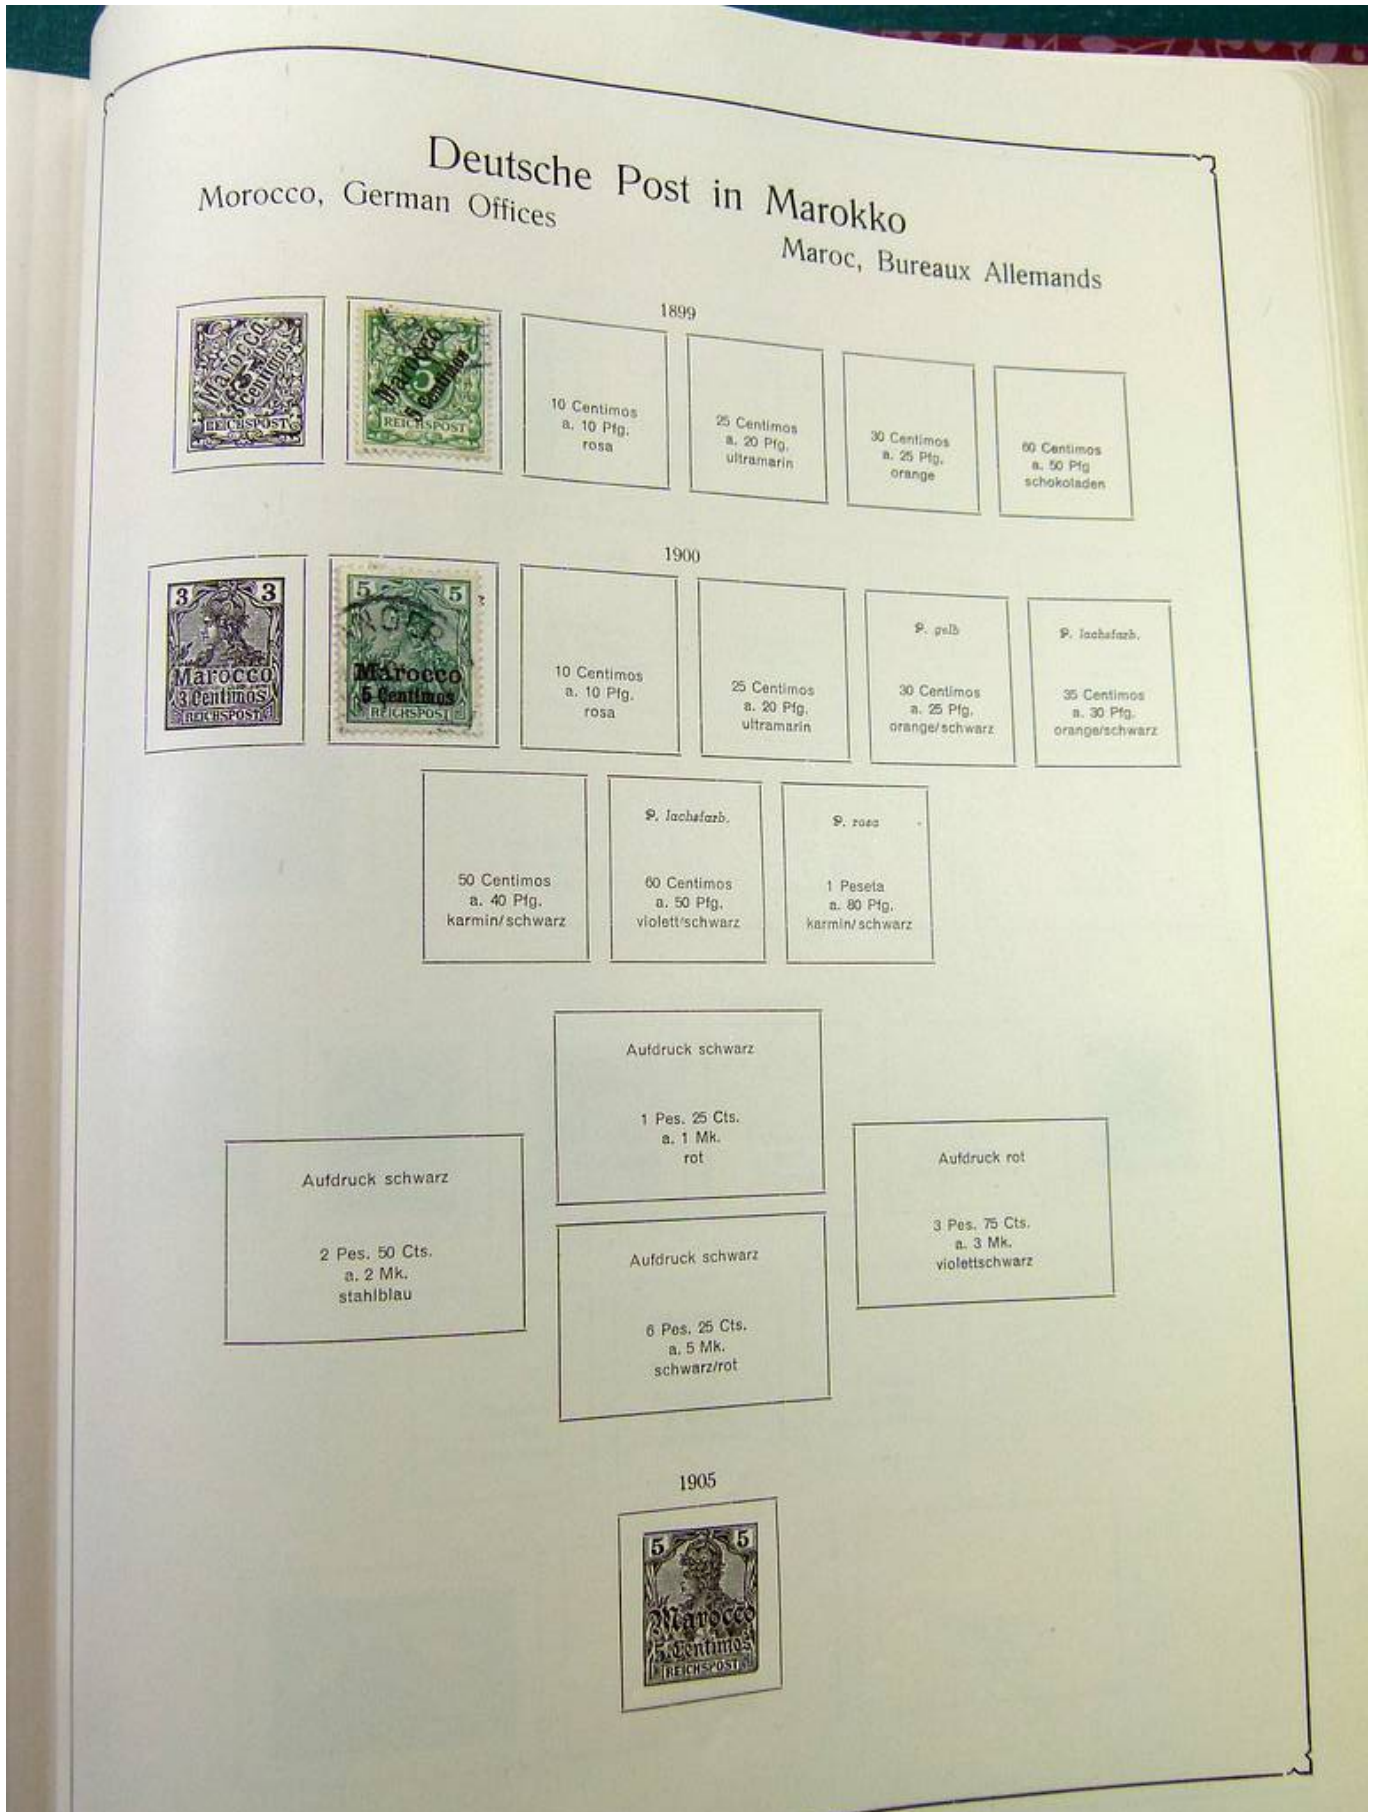 Deutsche Post in Marokko
Morocco, German Offices
Maroc, Bureaux Allemands
1899
Marocco
3
3 Centimos
REICHSPOST
Marocco
5
5 Centimos
REICHSPOST
10 Centimos
a. 10 Pfg.
rosa
25 Centimos
a. 20 Pfg.
ultramarin
30 Centimos
a. 25 Pfg.
orange
60 Centimos
a. 50 Pfg
schokoladen
1900
3 3
Marocco
3 Centimos
REICHSPOST
5 5
Marocco
5 Centimos
REICHSPOST
10 Centimos
a. 10 Pfg.
rosa
25 Centimos
a. 20 Pfg.
ultramarin
P. gelb
30 Centimos
a. 25 Pfg.
orange/schwarz
P. lachsfarb.
35 Centimos
a. 30 Pfg.
orange/schwarz
50 Centimos
a. 40 Pfg.
karmin/schwarz
P. lachsfarb.
60 Centimos
a. 50 Pfg.
violett/schwarz
P. rosa
1 Peseta
a. 80 Pfg.
karmin/schwarz
Aufdruck schwarz
1 Pes. 25 Cts.
a. 1 Mk.
rot
Aufdruck schwarz
2 Pes. 50 Cts.
a. 2 Mk.
stahlblau
Aufdruck rot
3 Pes. 75 Cts.
a. 3 Mk.
violettschwarz
Aufdruck schwarz
6 Pes. 25 Cts.
a. 5 Mk.
schwarz/rot
1905
5 5
Marocco
5 Centimos
REICHSPOST